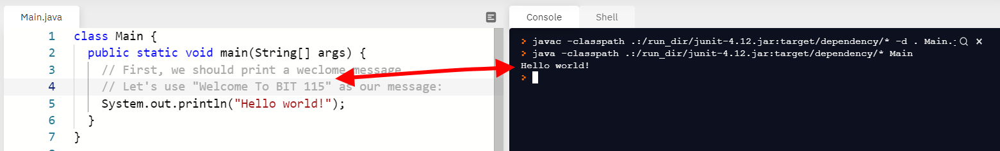 Main.java
1 class Main {
2 public static void main(String[] args) {
3 // First, we should print a weclome message
4 // Let's use "Welcome To BIT 115" as our message:
5 System.out.println("Hello world!");
6 }
7 }
Console Shell
> javac -classpath .:/run_dir/junit-4.12.jar:target/dependency/* -d . Main.
> java -classpath .:/run_dir/junit-4.12.jar:target/dependency/* Main
Hello world!
>